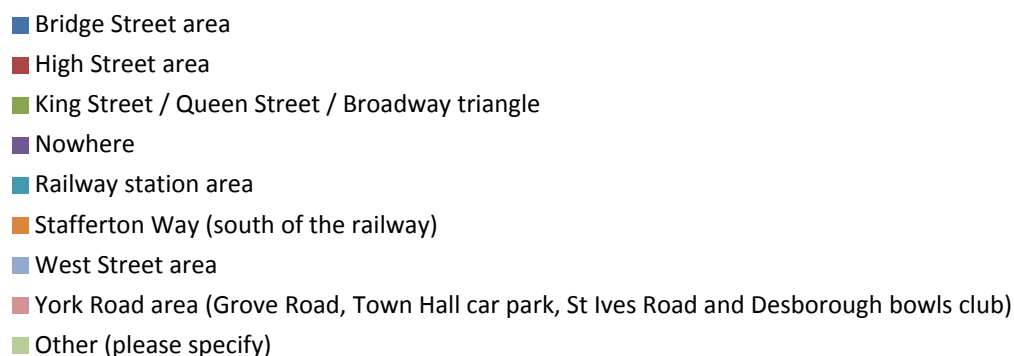 Bridge Street area
High Street area
King Street / Queen Street / Broadway triangle
Nowhere
Railway station area
Stafferton Way (south of the railway)
West Street area
York Road area (Grove Road, Town Hall car park, St Ives Road and Desborough bowls club)
Other (please specify)